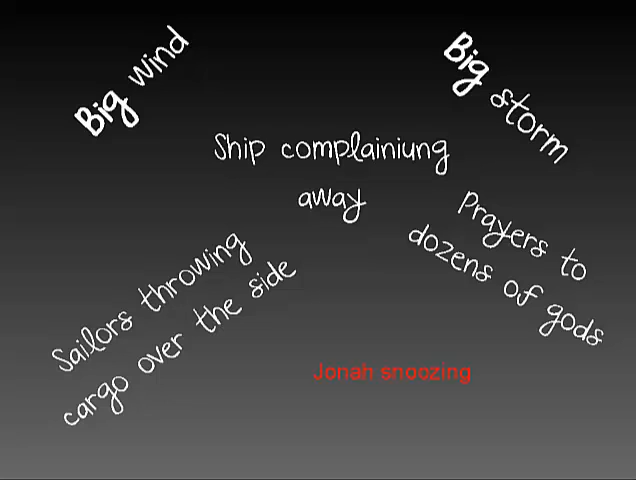 Big wind
Big storm
Ship complainiung
away
Prayers to
dozens of gods
Sailors throwing
cargo over the side
Jonah snoozing